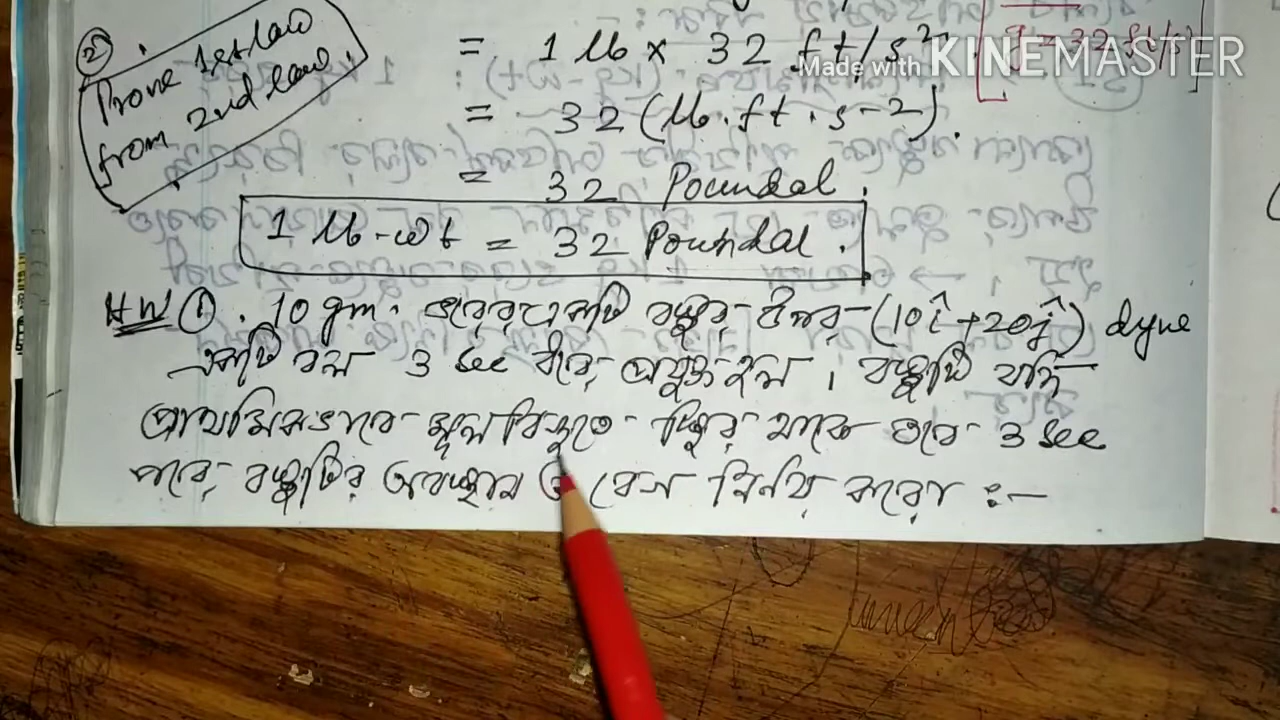 ②.
Prove 1st law
from 2nd law.
= 1 lb × 32 ft/s²
g = 32 ft/s²
Made with KINEMASTER
= 32 (lb.ft.s-2).
= 32 Poundal.
1 lb-wt = 32 Poundal.
HW ①. 10 gm. ভরের একটি বস্তুর উপর (10î+20ĵ) dyne
একটি বল 3 sec ধরে প্রযুক্ত হল। বস্তুটি যদি
প্রাথমিকভাবে মূলবিন্দুতে স্থির থাকে তবে 3 sec
পরে বস্তুটির অবস্থান ও বেগ নির্ণয় করো :-